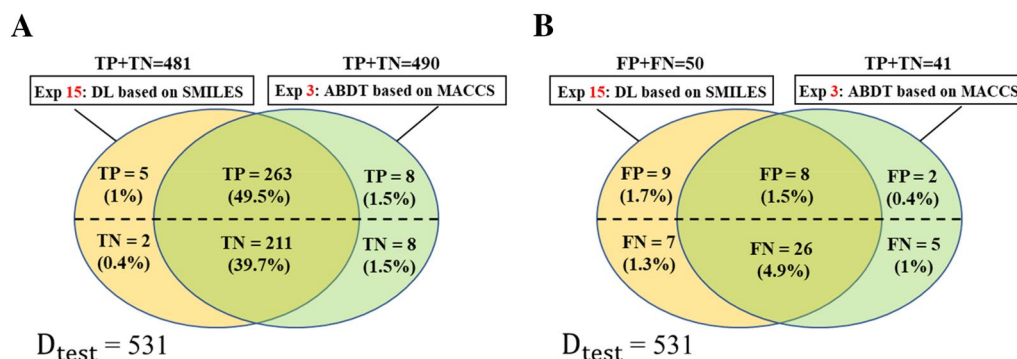 A
TP+TN=481
TP+TN=490
Exp 15: DL based on SMILES
Exp 3: ABDT based on MACCS
TP = 5
(1%)
TP = 263
(49.5%)
TP = 8
(1.5%)
TN = 2
(0.4%)
TN = 211
(39.7%)
TN = 8
(1.5%)
D_test = 531
B
FP+FN=50
TP+TN=41
Exp 15: DL based on SMILES
Exp 3: ABDT based on MACCS
FP = 9
(1.7%)
FP = 8
(1.5%)
FP = 2
(0.4%)
FN = 7
(1.3%)
FN = 26
(4.9%)
FN = 5
(1%)
D_test = 531